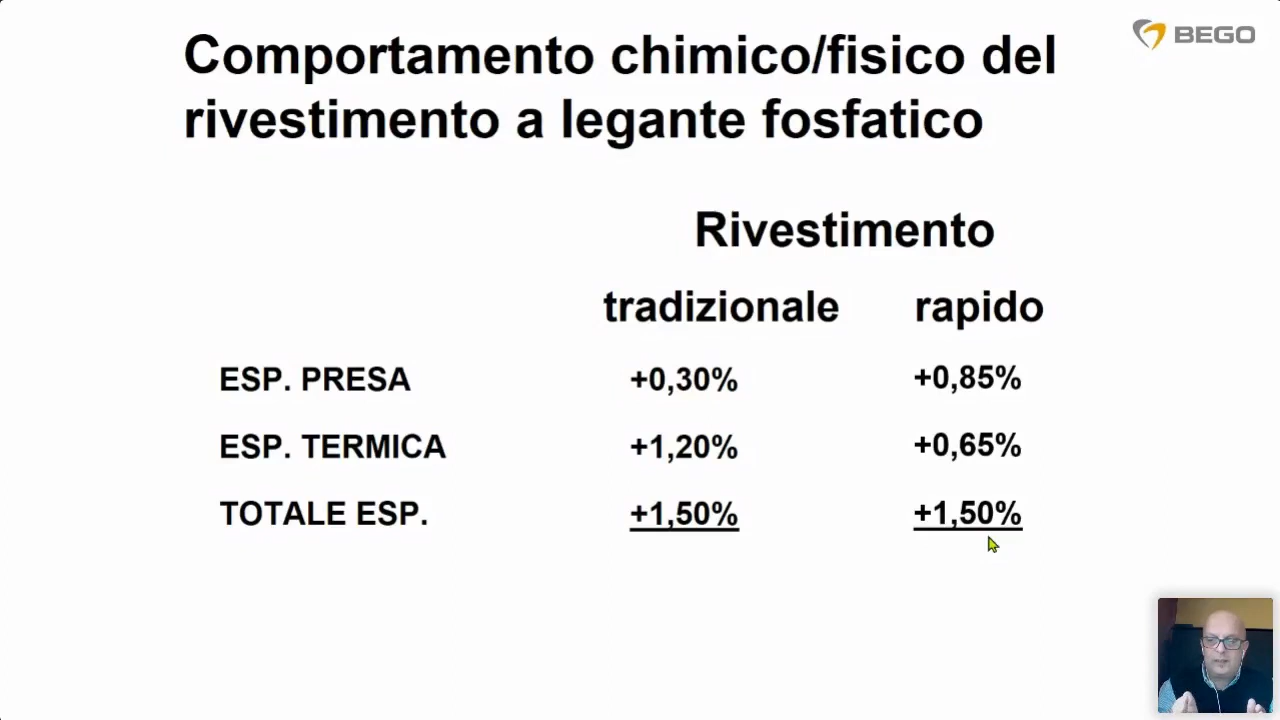 BEGO
Comportamento chimico/fisico del
rivestimento a legante fosfatico
Rivestimento
tradizionale rapido
ESP. PRESA +0,30% +0,85%
ESP. TERMICA +1,20% +0,65%
TOTALE ESP. +1,50% +1,50%